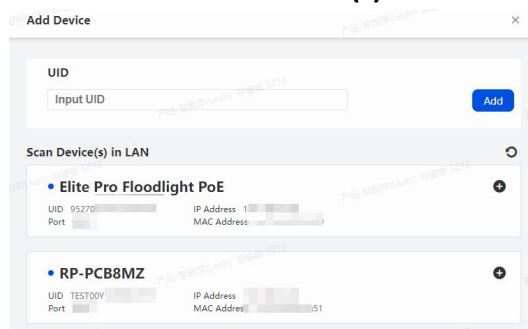 Add Device
UID
Input UID
Add
Scan Device(s) in LAN
Elite Pro Floodlight PoE
UID 95270
IP Address 1
Port
MAC Address
RP-PCB8MZ
UID TEST00Y
IP Address
Port
MAC Addres :51